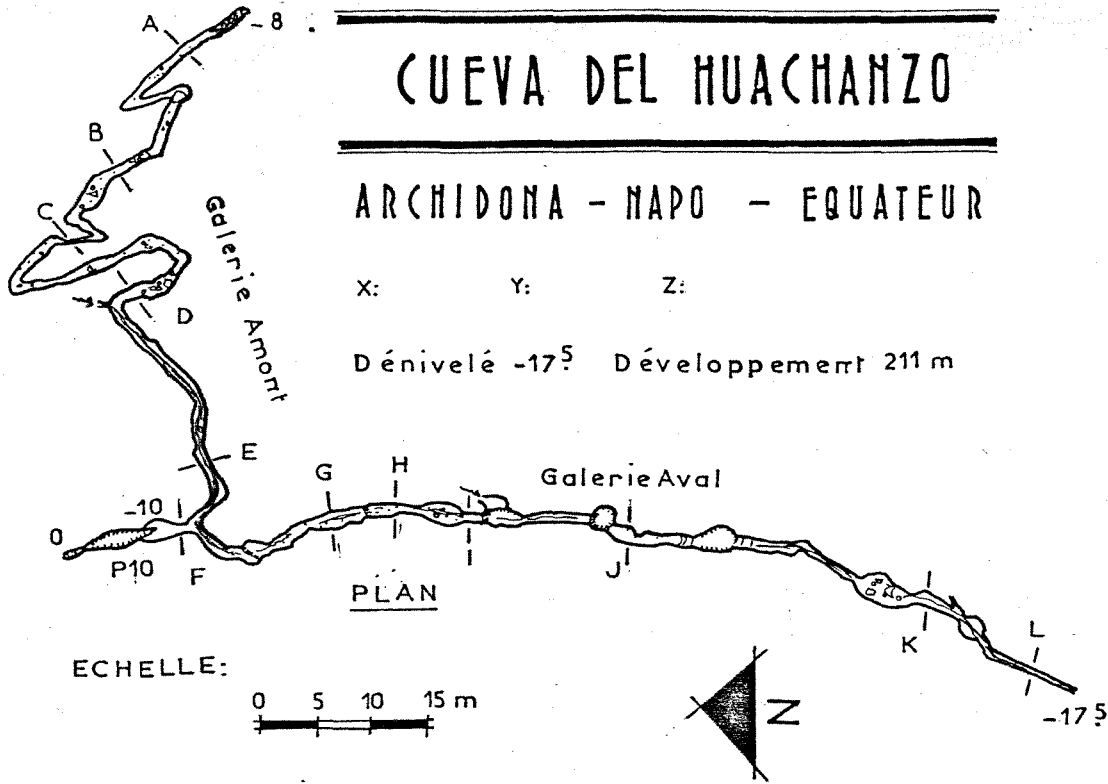 CUEVA DEL HUACHANZO
ARCHIDONA - NAPO - EQUATEUR
X: Y: Z:
Dénivelé -17⁵ Développement 211 m
A
-8
B
C
Galerie Amont
D
E
G
H
Galerie Aval
-10
0
P10
F
I
J
PLAN
K
L
-17⁵
ECHELLE:
0 5 10 15 m
N